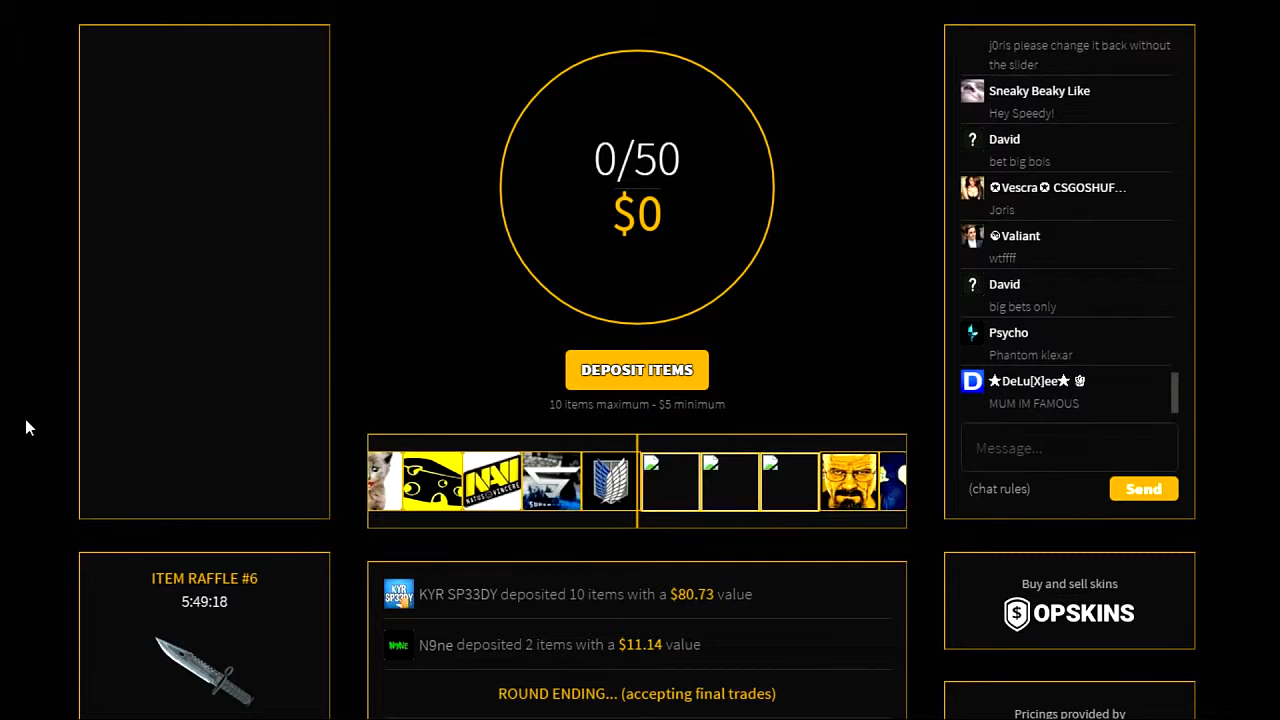 0/50
$0
DEPOSIT ITEMS
10 items maximum - $5 minimum
NAVI
NATUS VINCERE
KYR SP33DY deposited 10 items with a $80.73 value
N9ne deposited 2 items with a $11.14 value
ROUND ENDING... (accepting final trades)
ITEM RAFFLE #6
5:49:18
j0ris please change it back without
the slider
Sneaky Beaky Like
Hey Speedy!
David
bet big bois
✪Vescra✪ CSGOSHUF...
Joris
Valiant
wtffff
David
big bets only
Psycho
Phantom klexar
D
★DeLu[X]ee★
MUM IM FAMOUS
Message...
(chat rules)
Send
Buy and sell skins
OPSKINS
Pricings provided by